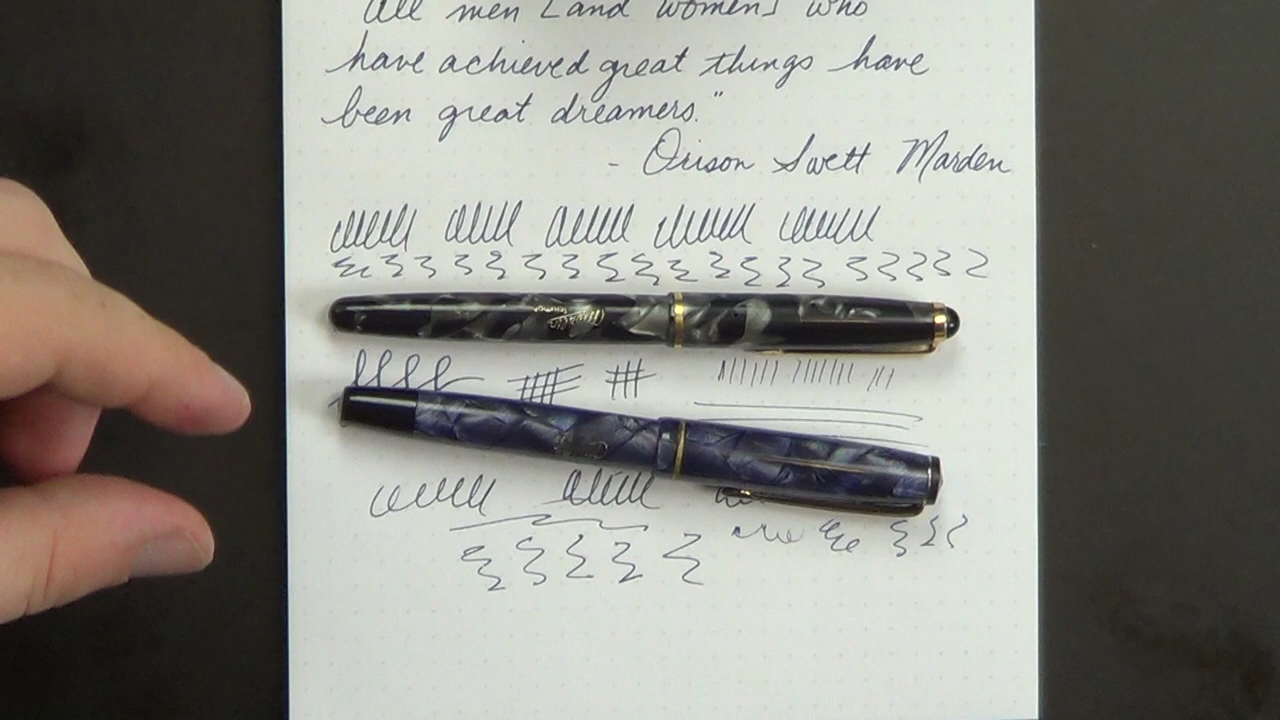 "All men [and women] who
have achieved great things have
been great dreamers."
- Orison Swett Marden